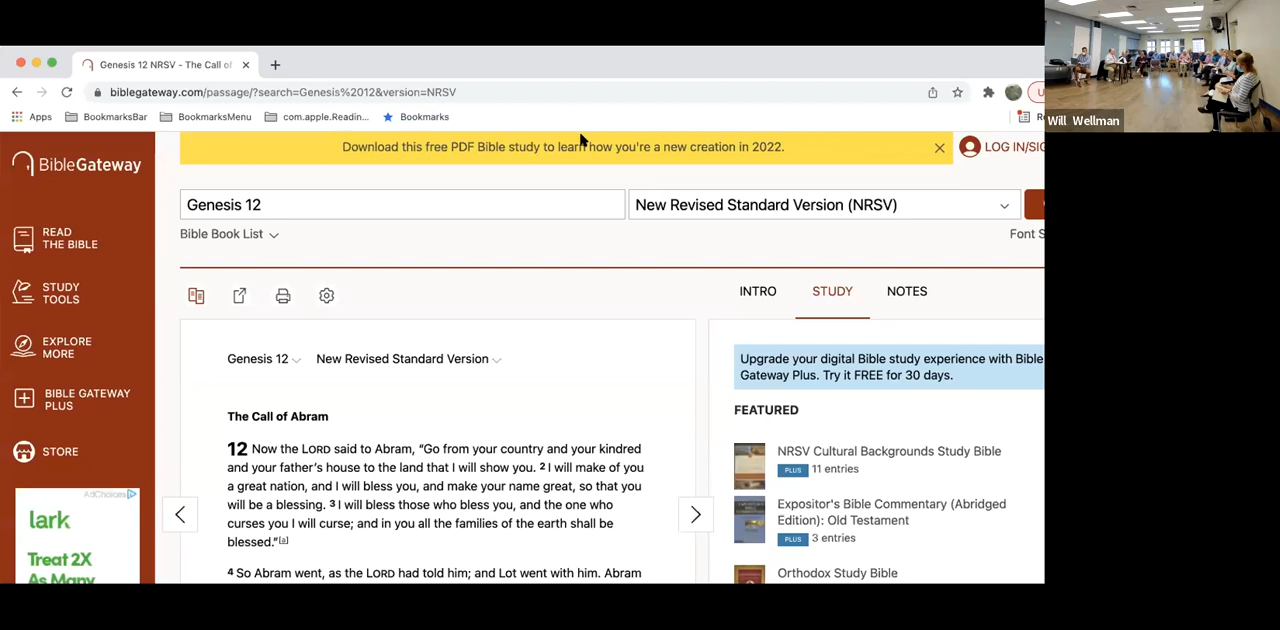 Genesis 12 NRSV - The Call of
biblegateway.com/passage/?search=Genesis%2012&version=NRSV
Apps BookmarksBar BookmarksMenu com.apple.Readin... Bookmarks
Will Wellman
BibleGateway
Download this free PDF Bible study to learn how you're a new creation in 2022.
LOG IN/SIG
Genesis 12
New Revised Standard Version (NRSV)
Bible Book List
Font S
READ
THE BIBLE
STUDY
TOOLS
EXPLORE
MORE
BIBLE GATEWAY
PLUS
STORE
AdChoices
lark
Treat 2X
As Many
INTRO STUDY NOTES
Genesis 12 New Revised Standard Version
The Call of Abram
12 Now the LORD said to Abram, “Go from your country and your kindred
and your father’s house to the land that I will show you. 2 I will make of you
a great nation, and I will bless you, and make your name great, so that you
will be a blessing. 3 I will bless those who bless you, and the one who
curses you I will curse; and in you all the families of the earth shall be
blessed.”[a]
4 So Abram went, as the LORD had told him; and Lot went with him. Abram
Upgrade your digital Bible study experience with Bible
Gateway Plus. Try it FREE for 30 days.
FEATURED
NRSV Cultural Backgrounds Study Bible
PLUS 11 entries
Expositor's Bible Commentary (Abridged
Edition): Old Testament
PLUS 3 entries
Orthodox Study Bible